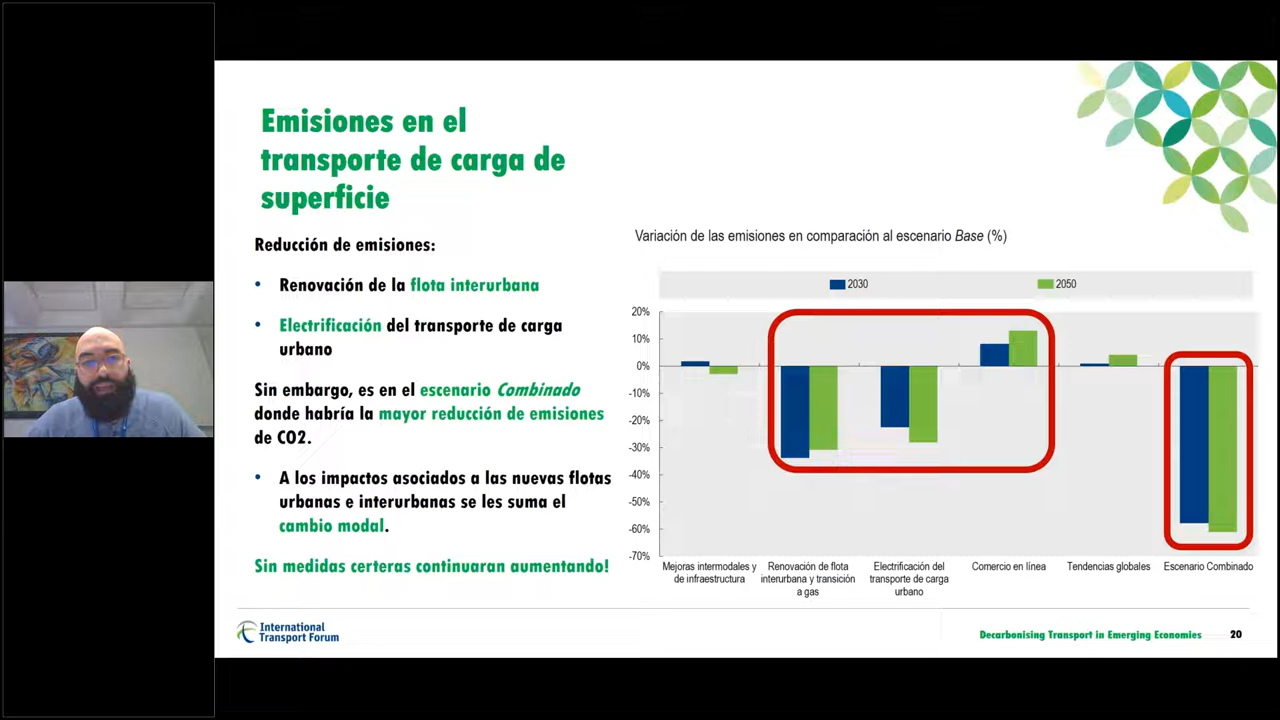 Emisiones en el
transporte de carga de
superficie
Reducción de emisiones:
• Renovación de la flota interurbana
• Electrificación del transporte de carga
urbano
Sin embargo, es en el escenario Combinado
donde habría la mayor reducción de emisiones
de CO2.
• A los impactos asociados a las nuevas flotas
urbanas e interurbanas se les suma el
cambio modal.
Sin medidas certeras continuaran aumentando!
Variación de las emisiones en comparación al escenario Base (%)
2030
2050
20%
10%
0%
-10%
-20%
-30%
-40%
-50%
-60%
-70%
Mejoras intermodales y
de infraestructura
Renovación de flota
interurbana y transición
a gas
Electrificación del
transporte de carga
urbano
Comercio en línea
Tendencias globales
Escenario Combinado
International
Transport Forum
Decarbonising Transport in Emerging Economies
20